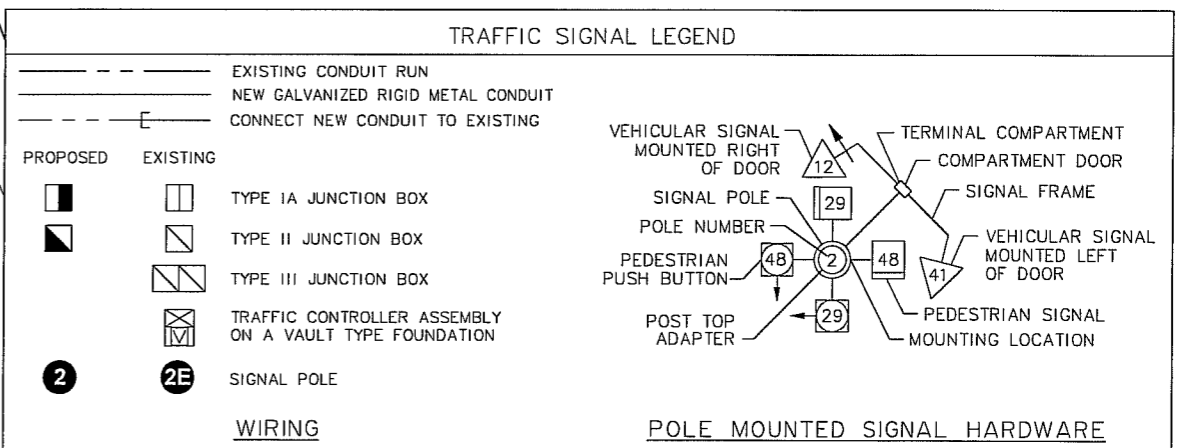 TRAFFIC SIGNAL LEGEND
EXISTING CONDUIT RUN
NEW GALVANIZED RIGID METAL CONDUIT
CONNECT NEW CONDUIT TO EXISTING
PROPOSED EXISTING
TYPE IA JUNCTION BOX
TYPE II JUNCTION BOX
TYPE III JUNCTION BOX
TRAFFIC CONTROLLER ASSEMBLY
ON A VAULT TYPE FOUNDATION
2 2E SIGNAL POLE
WIRING
VEHICULAR SIGNAL
MOUNTED RIGHT
OF DOOR
12
TERMINAL COMPARTMENT
COMPARTMENT DOOR
SIGNAL FRAME
SIGNAL POLE
29
POLE NUMBER
2
PEDESTRIAN
PUSH BUTTON
48
48
41
VEHICULAR SIGNAL
MOUNTED LEFT
OF DOOR
29
POST TOP
ADAPTER
PEDESTRIAN SIGNAL
MOUNTING LOCATION
POLE MOUNTED SIGNAL HARDWARE